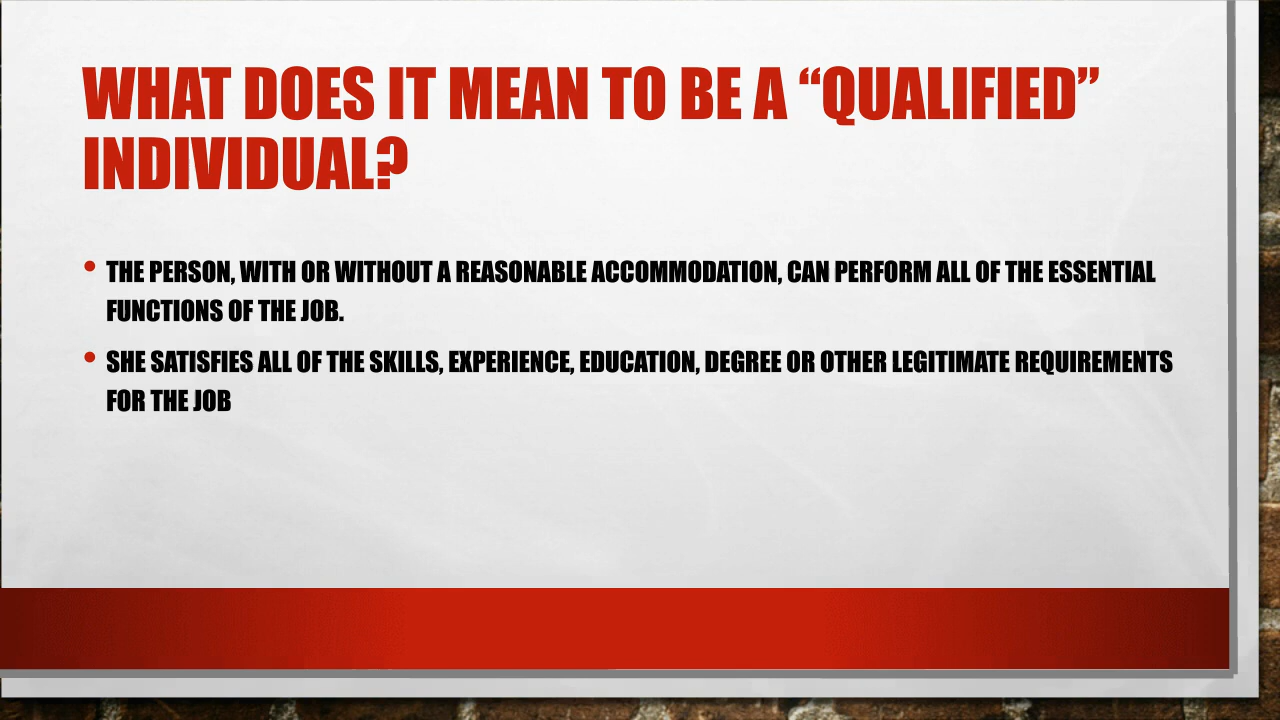 WHAT DOES IT MEAN TO BE A “QUALIFIED”
INDIVIDUAL?
• THE PERSON, WITH OR WITHOUT A REASONABLE ACCOMMODATION, CAN PERFORM ALL OF THE ESSENTIAL
FUNCTIONS OF THE JOB.
• SHE SATISFIES ALL OF THE SKILLS, EXPERIENCE, EDUCATION, DEGREE OR OTHER LEGITIMATE REQUIREMENTS
FOR THE JOB